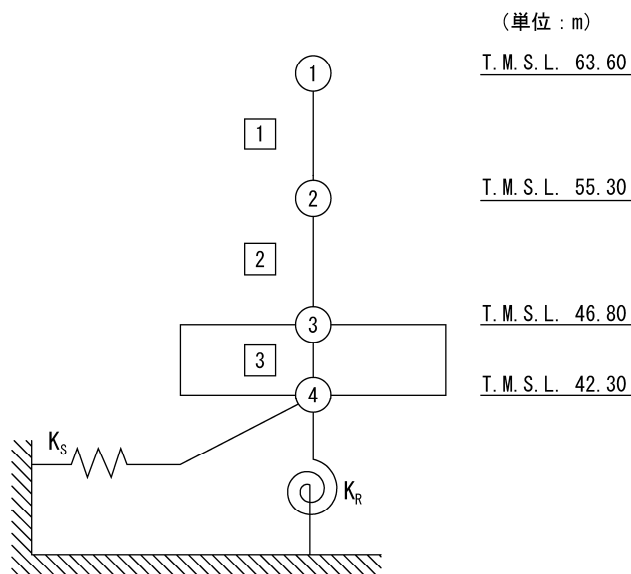 (単位：m)
① T.M.S.L. 63.60
1
② T.M.S.L. 55.30
2
③ T.M.S.L. 46.80
3
④ T.M.S.L. 42.30
K_S
K_R